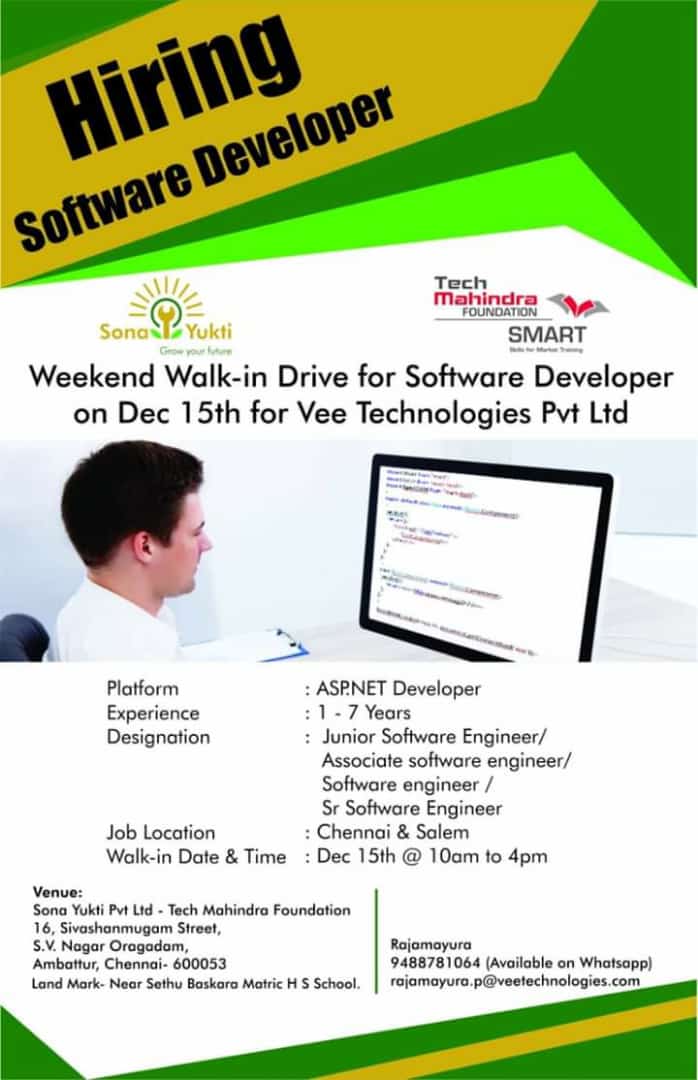 Hiring
Software Developer
Sona Yukti
Grow your future
Tech
Mahindra
FOUNDATION
SMART
Skills for Market Training
Weekend Walk-in Drive for Software Developer
on Dec 15th for Vee Technologies Pvt Ltd
Platform : ASP.NET Developer
Experience : 1 - 7 Years
Designation : Junior Software Engineer/
Associate software engineer/
Software engineer /
Sr Software Engineer
Job Location : Chennai & Salem
Walk-in Date & Time : Dec 15th @ 10am to 4pm
Venue:
Sona Yukti Pvt Ltd - Tech Mahindra Foundation
16, Sivashanmugam Street,
S.V. Nagar Oragadam,
Ambattur, Chennai- 600053
Land Mark- Near Sethu Baskara Matric H S School.
Rajamayura
9488781064 (Available on Whatsapp)
rajamayura.p@veetechnologies.com